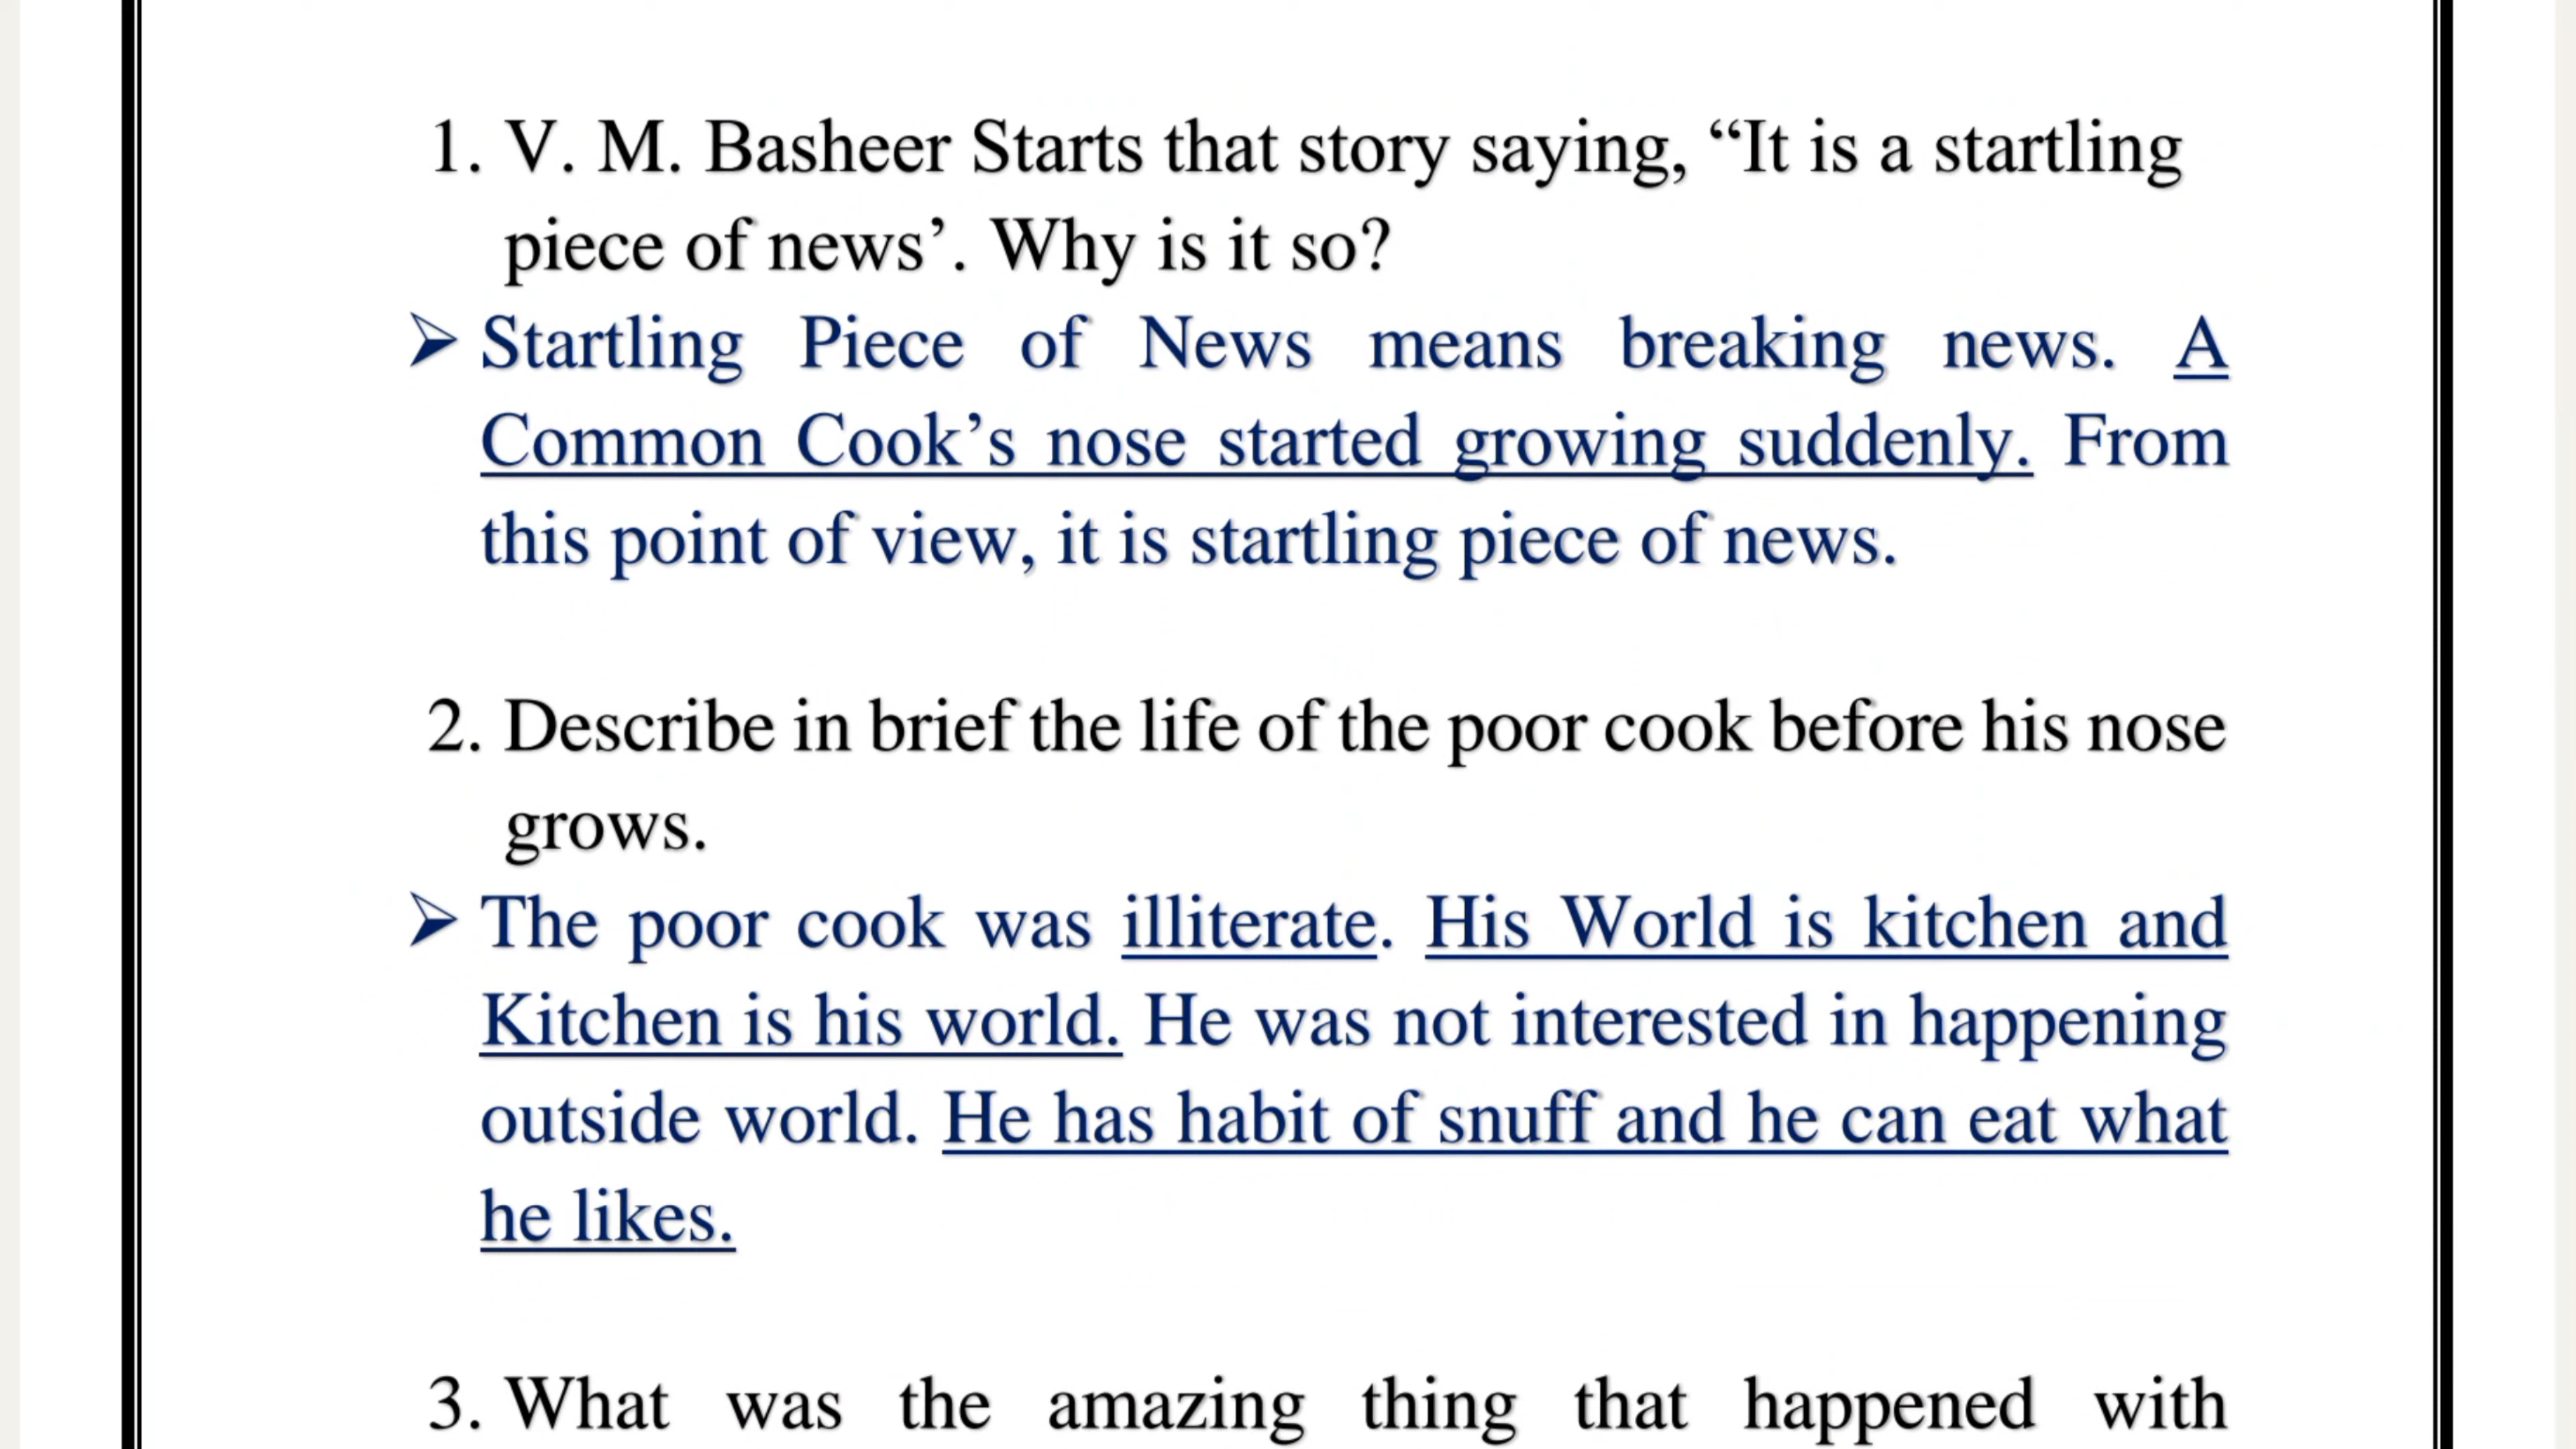 1. V. M. Basheer Starts that story saying, “It is a startling
piece of news’. Why is it so?
➢ Startling Piece of News means breaking news. A
Common Cook’s nose started growing suddenly. From
this point of view, it is startling piece of news.
2. Describe in brief the life of the poor cook before his nose
grows.
➢ The poor cook was illiterate. His World is kitchen and
Kitchen is his world. He was not interested in happening
outside world. He has habit of snuff and he can eat what
he likes.
3. What was the amazing thing that happened with